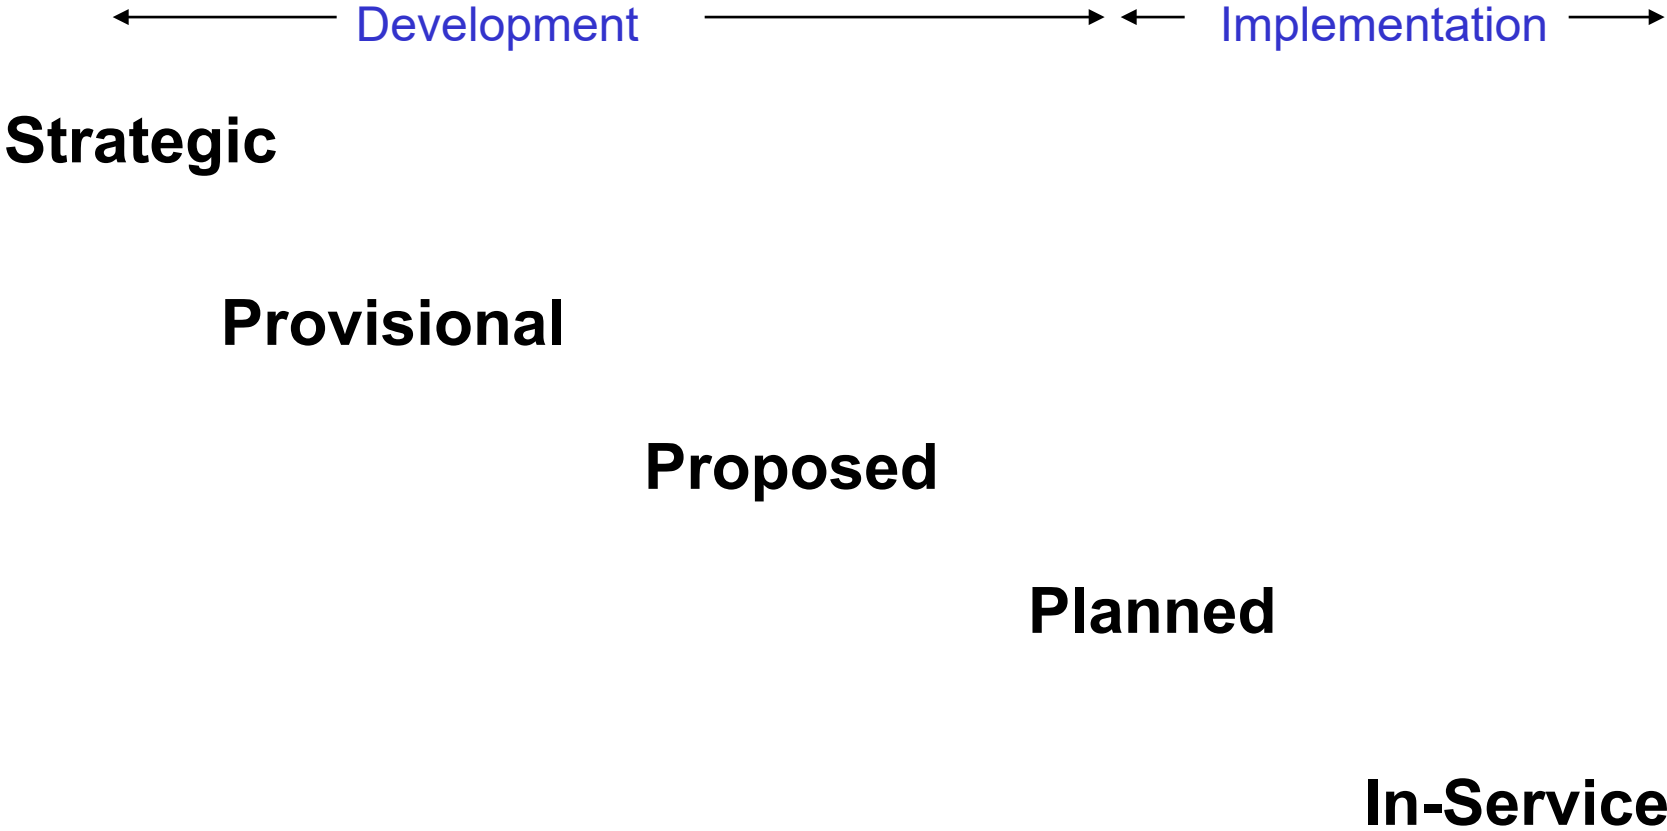 Development Implementation
Strategic
Provisional
Proposed
Planned
In-Service